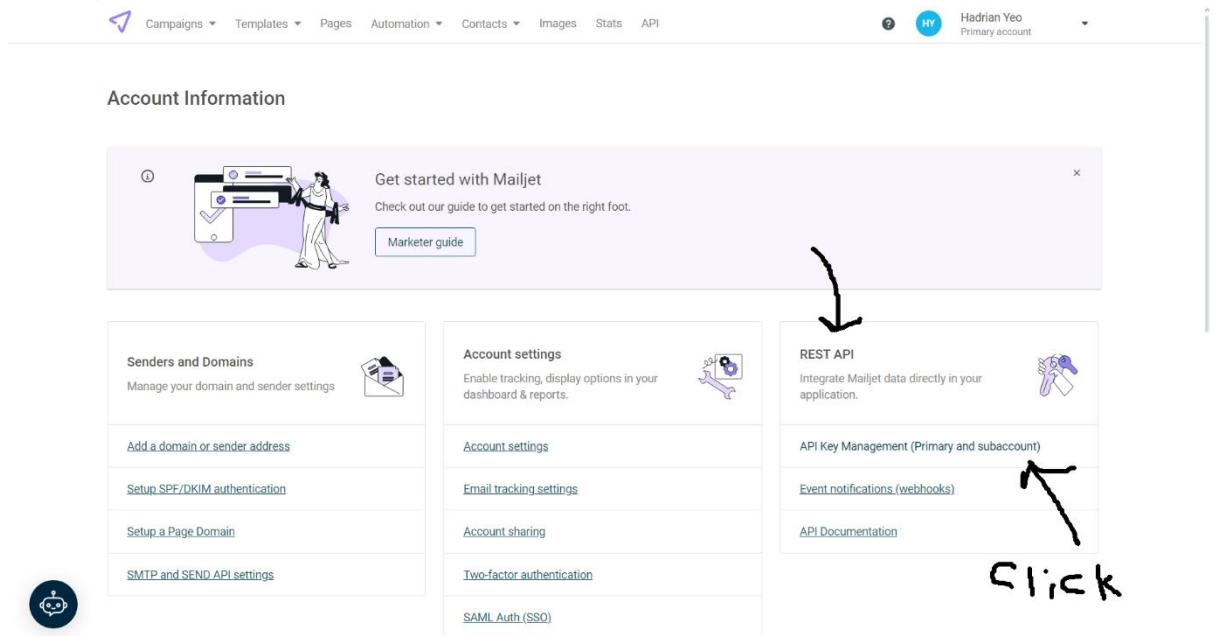 Campaigns Templates Pages Automation Contacts Images Stats API
? HY Hadrian Yeo
Primary account
Account Information
Get started with Mailjet
Check out our guide to get started on the right foot.
Marketer guide
Senders and Domains
Manage your domain and sender settings
Add a domain or sender address
Setup SPF/DKIM authentication
Setup a Page Domain
SMTP and SEND API settings
Account settings
Enable tracking, display options in your
dashboard & reports.
Account settings
Email tracking settings
Account sharing
Two-factor authentication
SAML Auth (SSO)
REST API
Integrate Mailjet data directly in your
application.
API Key Management (Primary and subaccount)
Event notifications (webhooks)
API Documentation
Click